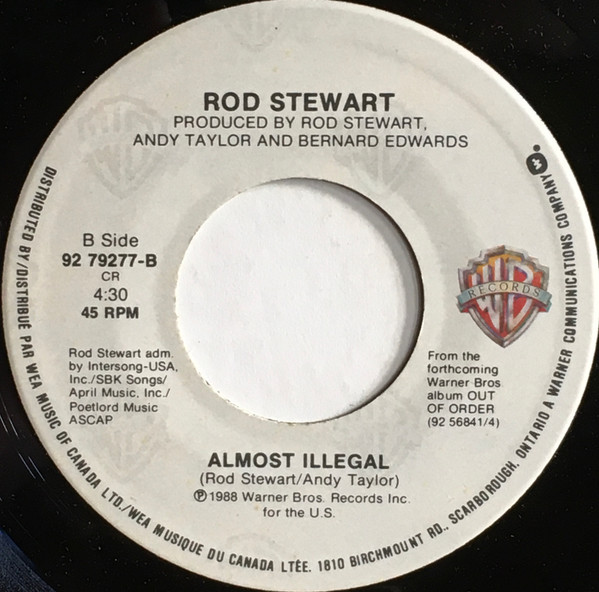 ROD STEWART
PRODUCED BY ROD STEWART,
ANDY TAYLOR AND BERNARD EDWARDS
B Side
92 79277-B
CR
4:30
45 RPM
RECORDS
Rod Stewart adm.
by Intersong-USA,
Inc./SBK Songs/
April Music, Inc./
Poetlord Music
ASCAP
From the
forthcoming
Warner Bros.
album OUT
OF ORDER
(92 56841/4)
ALMOST ILLEGAL
(Rod Stewart/Andy Taylor)
℗1988 Warner Bros. Records Inc.
for the U.S.
DISTRIBUTED BY/DISTRIBUÉ PAR WEA MUSIC OF CANADA LTD./WEA MUSIQUE DU CANADA LTÉE. 1810 BIRCHMOUNT RD., SCARBOROUGH, ONTARIO A WARNER COMMUNICATIONS COMPANY